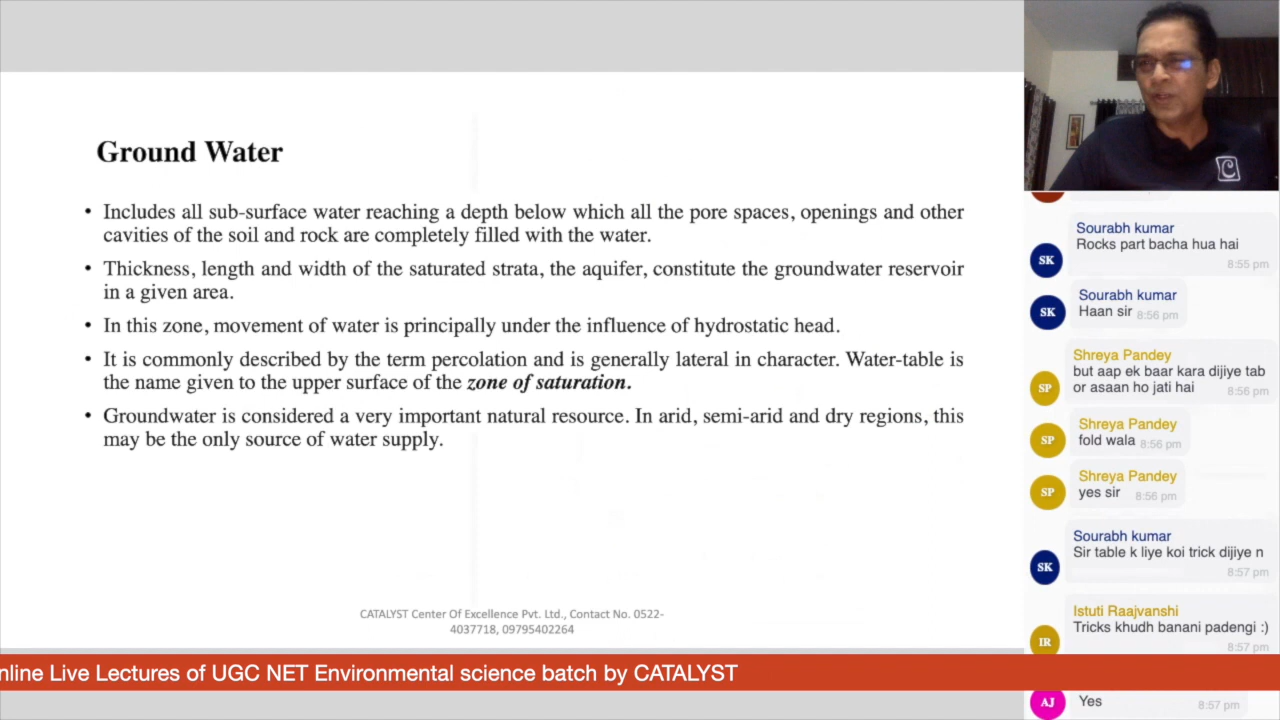 Ground Water
• Includes all sub-surface water reaching a depth below which all the pore spaces, openings and other
cavities of the soil and rock are completely filled with the water.
• Thickness, length and width of the saturated strata, the aquifer, constitute the groundwater reservoir
in a given area.
• In this zone, movement of water is principally under the influence of hydrostatic head.
• It is commonly described by the term percolation and is generally lateral in character. Water-table is
the name given to the upper surface of the zone of saturation.
• Groundwater is considered a very important natural resource. In arid, semi-arid and dry regions, this
may be the only source of water supply.
CATALYST Center Of Excellence Pvt. Ltd., Contact No. 0522-
4037718, 09795402264
nline Live Lectures of UGC NET Environmental science batch by CATALYST
C
Sourabh kumar
Rocks part bacha hua hai
SK
8:55 pm
Sourabh kumar
SK
Haan sir 8:56 pm
Shreya Pandey
but aap ek baar kara dijiye tab
SP
or asaan ho jati hai 8:56 pm
Shreya Pandey
SP
fold wala 8:56 pm
Shreya Pandey
SP
yes sir 8:56 pm
Sourabh kumar
Sir table k liye koi trick dijiye n
SK
8:57 pm
Istuti Raajvanshi
Tricks khudh banani padengi :)
IR
8:57 pm
AJ
Yes 8:57 pm